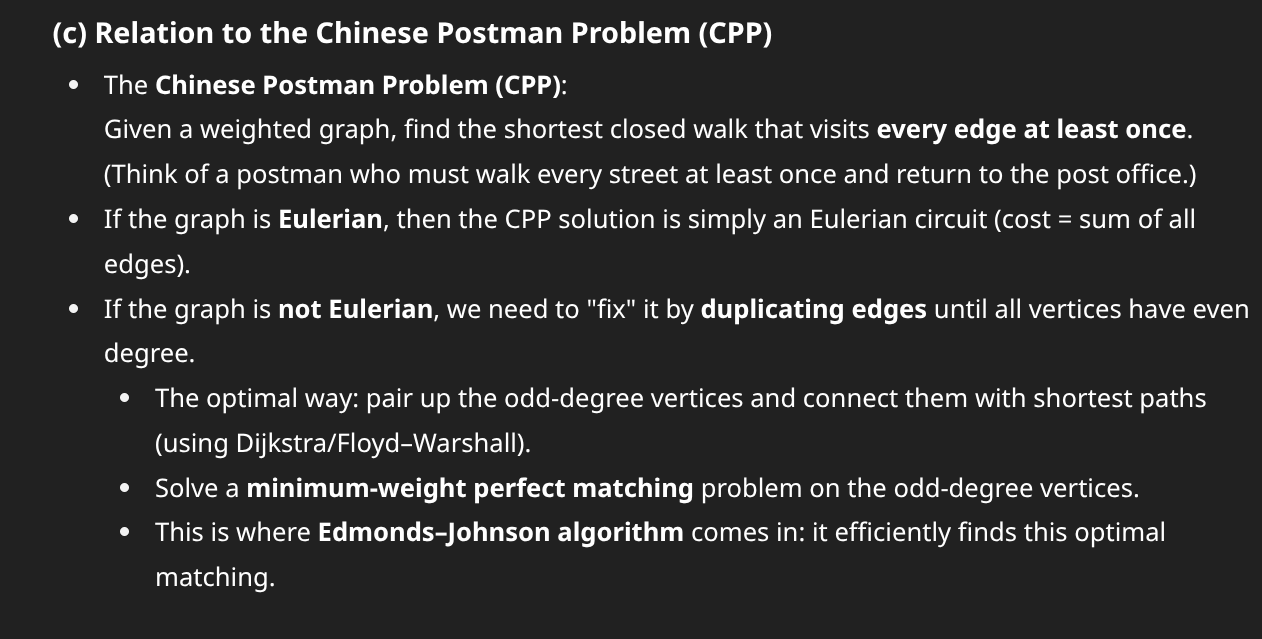 (c) Relation to the Chinese Postman Problem (CPP)
• The Chinese Postman Problem (CPP):
Given a weighted graph, find the shortest closed walk that visits every edge at least once.
(Think of a postman who must walk every street at least once and return to the post office.)
• If the graph is Eulerian, then the CPP solution is simply an Eulerian circuit (cost = sum of all
edges).
• If the graph is not Eulerian, we need to "fix" it by duplicating edges until all vertices have even
degree.
• The optimal way: pair up the odd-degree vertices and connect them with shortest paths
(using Dijkstra/Floyd–Warshall).
• Solve a minimum-weight perfect matching problem on the odd-degree vertices.
• This is where Edmonds–Johnson algorithm comes in: it efficiently finds this optimal
matching.